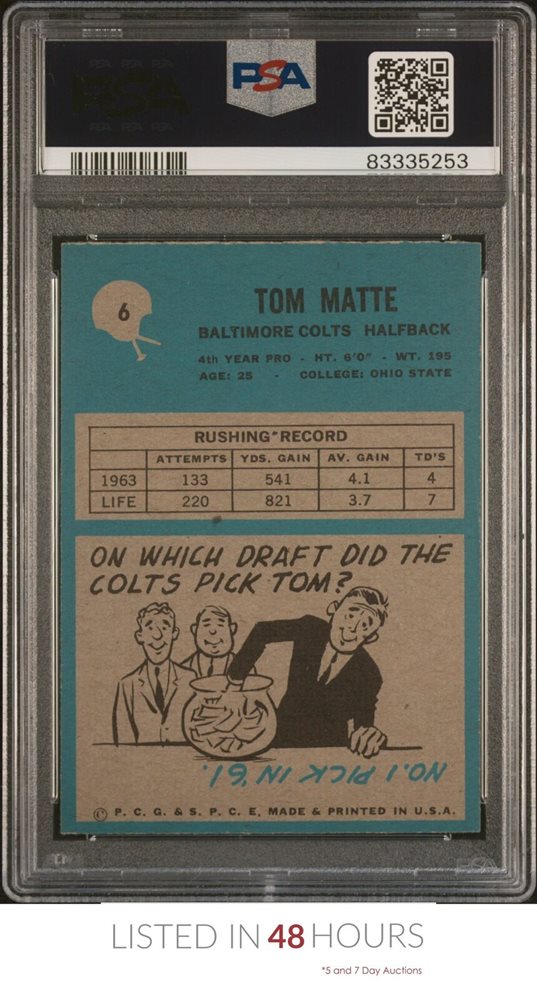 PSA
83335253
6
TOM MATTE
BALTIMORE COLTS HALFBACK
4th YEAR PRO - HT. 6'0" - WT. 195
AGE: 25 - COLLEGE: OHIO STATE
RUSHING RECORD
ATTEMPTS YDS. GAIN AV. GAIN TD'S
1963 133 541 4.1 4
LIFE 220 821 3.7 7
ON WHICH DRAFT DID THE
COLTS PICK TOM?
NO. 1 PICK IN '61.
© P. C. G. & S. P. C. E. MADE & PRINTED IN U.S.A.
LISTED IN 48 HOURS
*5 and 7 Day Auctions